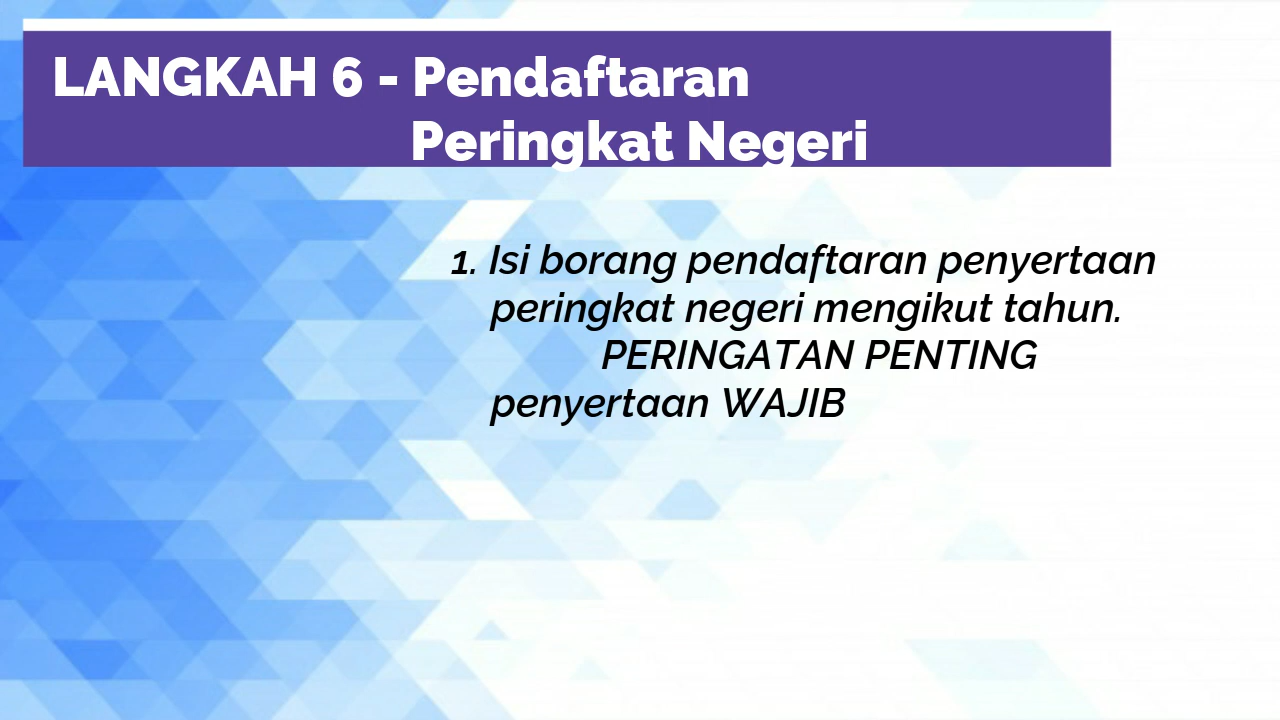 LANGKAH 6 - Pendaftaran
Peringkat Negeri
1. Isi borang pendaftaran penyertaan
peringkat negeri mengikut tahun.
PERINGATAN PENTING
penyertaan WAJIB